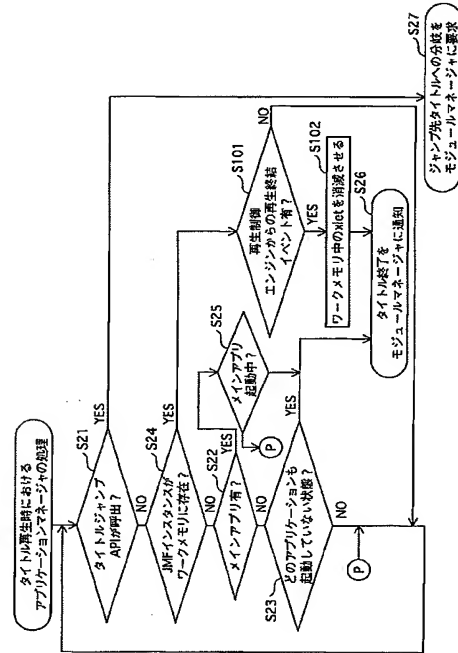 タイトル再生時における
アプリケーションマネージャの処理
S21
タイトルジャンプ
APIが呼出?
YES
NO
S24
JMFインスタンスが
ワークメモリに存在?
YES
NO
S22
メインアプリ有?
YES
NO
S23
どのアプリケーションも
起動していない状態?
YES
NO
P
S25
メインアプリ
起動中?
P
S101
再生制御
エンジンからの再生終結
イベント有?
NO
YES
S102
ワークメモリ中のxletを消滅させる
S26
タイトル終了を
モジュールマネージャに通知
S27
ジャンプ先タイトルへの分岐を
モジュールマネージャに要求